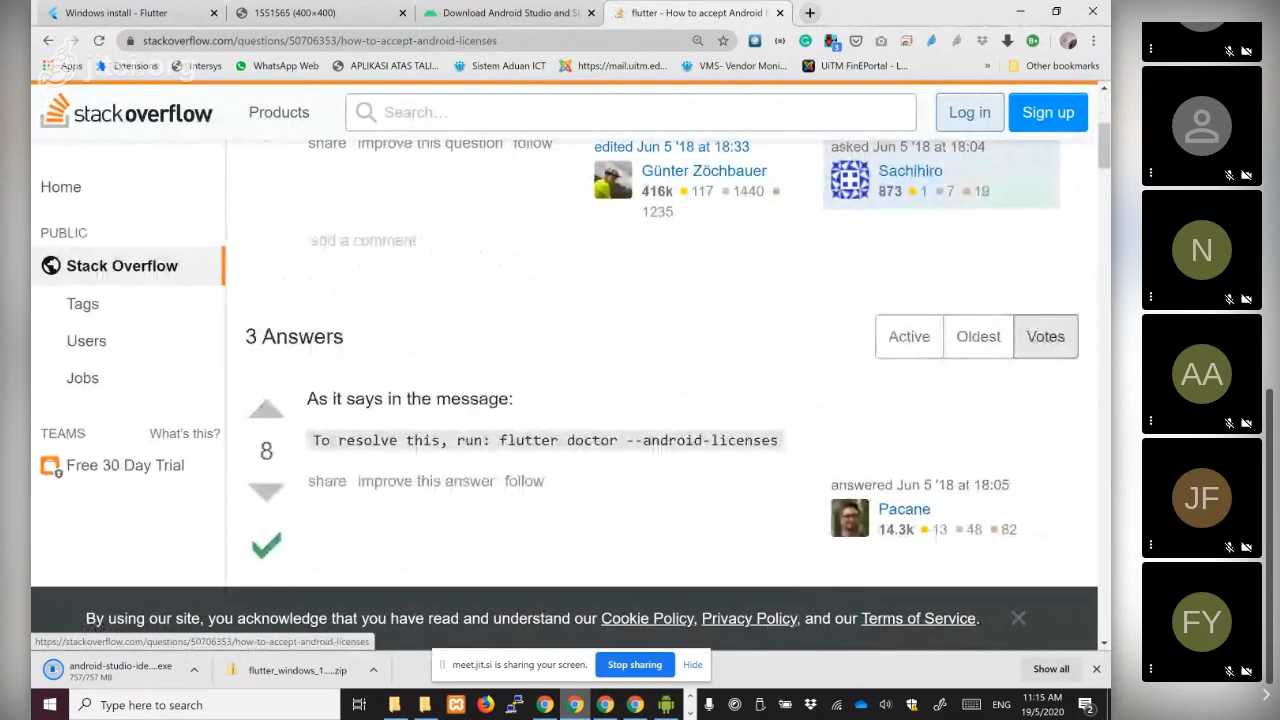 Windows install - Flutter
1551565 (400×400)
Download Android Studio and S
flutter - How to accept Android l
stackoverflow.com/questions/50706353/how-to-accept-android-licenses
Apps
Extensions
Intersys
WhatsApp Web
APLIKASI ATAS TALI...
Sistem Aduan ICT
https://mail.uitm.ed...
VMS- Vendor Monit...
UiTM FinEPortal - L...
»
Other bookmarks
jitsi.org
stackoverflow
Products
Search...
Log in
Sign up
share improve this question follow
edited Jun 5 '18 at 18:33
Günter Zöchbauer
416k 117 1440
1235
asked Jun 5 '18 at 18:04
Sachihiro
873 1 7 19
add a comment
Home
PUBLIC
Stack Overflow
Tags
Users
Jobs
TEAMS What's this?
Free 30 Day Trial
3 Answers
Active Oldest Votes
As it says in the message:
8
To resolve this, run: flutter doctor --android-licenses
share improve this answer follow
answered Jun 5 '18 at 18:05
Pacane
14.3k 13 48 82
By using our site, you acknowledge that you have read and understand our Cookie Policy, Privacy Policy, and our Terms of Service.
https://stackoverflow.com/questions/50706353/how-to-accept-android-licenses
android-studio-ide....exe
757/757 MB
flutter_windows_1....zip
meet.jit.si is sharing your screen.
Stop sharing
Hide
Show all
Type here to search
ENG
11:15 AM
19/5/2020
2
N
AA
JF
FY